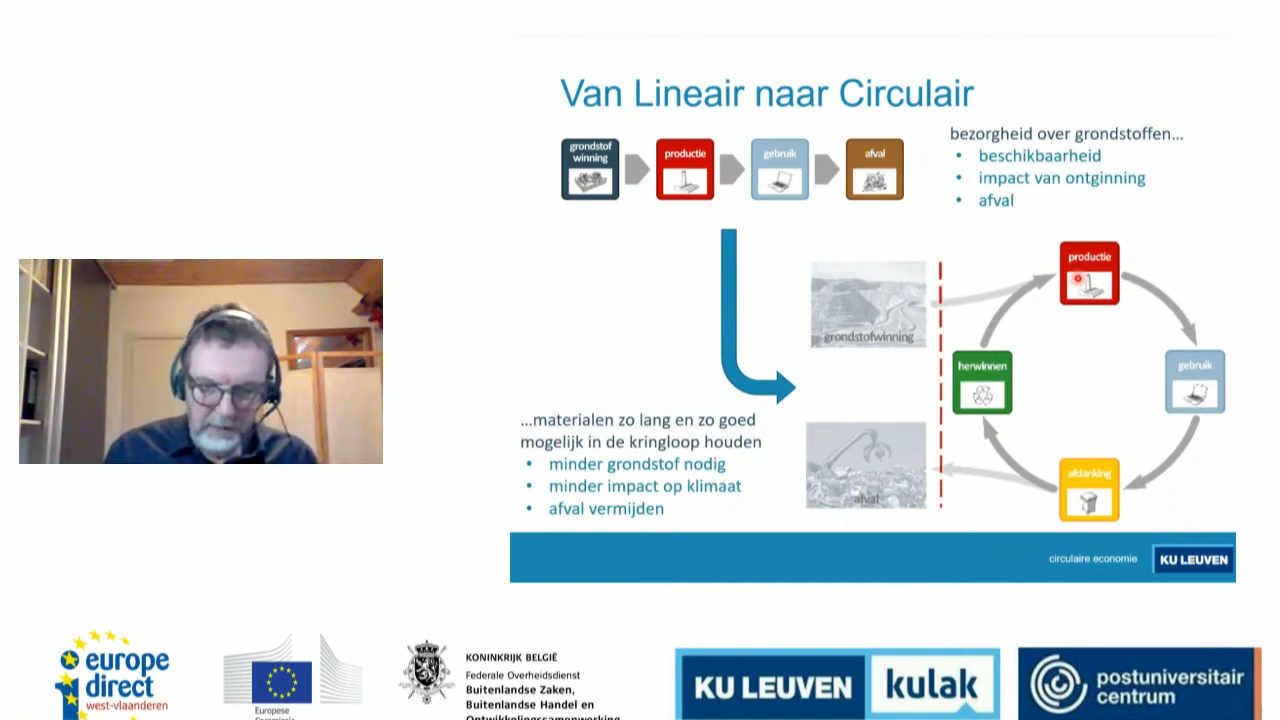 Van Lineair naar Circulair
grondstof
winning
productie
gebruik
afval
bezorgheid over grondstoffen...
• beschikbaarheid
• impact van ontginning
• afval
productie
grondstofwinning
herwinnen
gebruik
...materialen zo lang en zo goed
mogelijk in de kringloop houden
• minder grondstof nodig
• minder impact op klimaat
• afval vermijden
afdanking
afval
circulaire economie
KU LEUVEN
europe
direct
west-vlaanderen
Europese
KONINKRIJK BELGIË
Federale Overheidsdienst
Buitenlandse Zaken,
Buitenlandse Handel en
Ontwikkelingssamenwerking
KU LEUVEN
kulak
postuniversitair
centrum